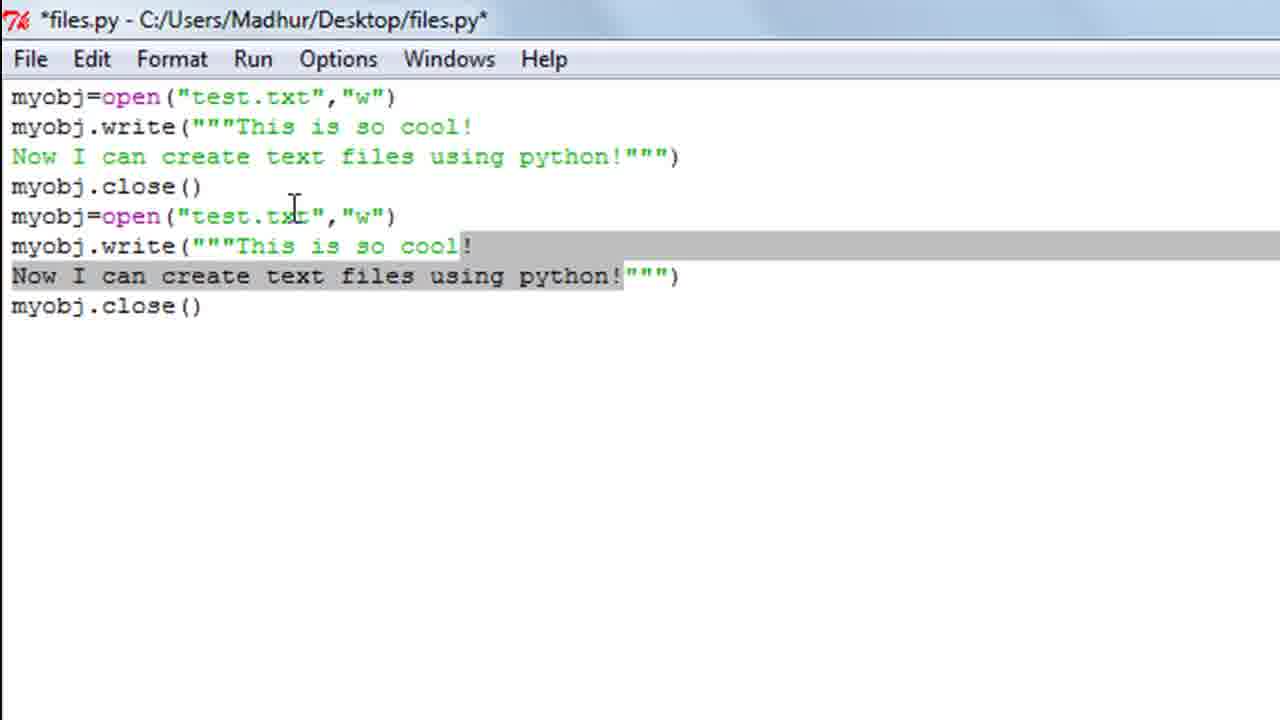 *files.py - C:/Users/Madhur/Desktop/files.py*
File Edit Format Run Options Windows Help
myobj=open("test.txt","w")
myobj.write("""This is so cool!
Now I can create text files using python!""")
myobj.close()
myobj=open("test.txt","w")
myobj.write("""This is so cool!
Now I can create text files using python!""")
myobj.close()